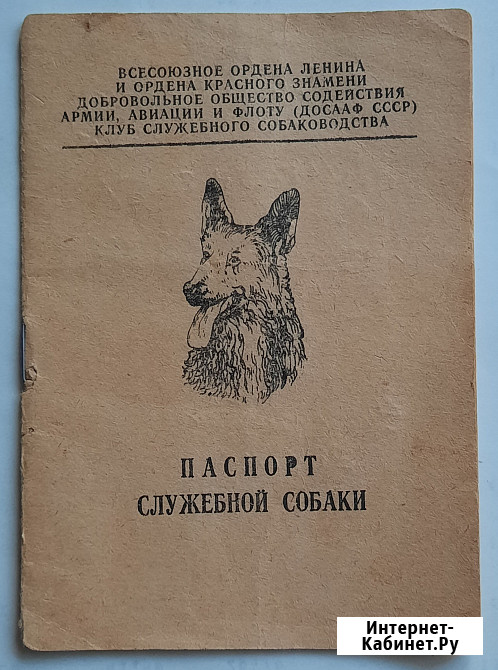 ВСЕСОЮЗНОЕ ОРДЕНА ЛЕНИНА
И ОРДЕНА КРАСНОГО ЗНАМЕНИ
ДОБРОВОЛЬНОЕ ОБЩЕСТВО СОДЕЙСТВИЯ
АРМИИ, АВИАЦИИ И ФЛОТУ (ДОСААФ СССР)
КЛУБ СЛУЖЕБНОГО СОБАКОВОДСТВА
ПАСПОРТ
СЛУЖЕБНОЙ СОБАКИ
Интернет-
Кабинет.Ру